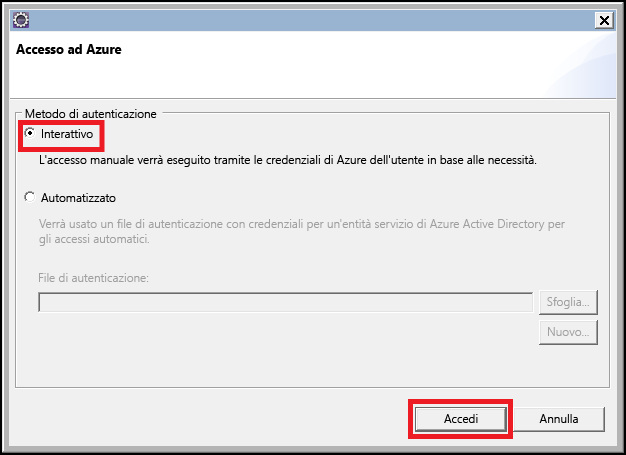 Accesso ad Azure
Metodo di autenticazione
Interattivo
L'accesso manuale verrà eseguito tramite le credenziali di Azure dell'utente in base alle necessità.
Automatizzato
Verrà usato un file di autenticazione con credenziali per un'entità servizio di Azure Active Directory per
gli accessi automatici.
File di autenticazione:
Sfoglia...
Nuovo...
Accedi
Annulla